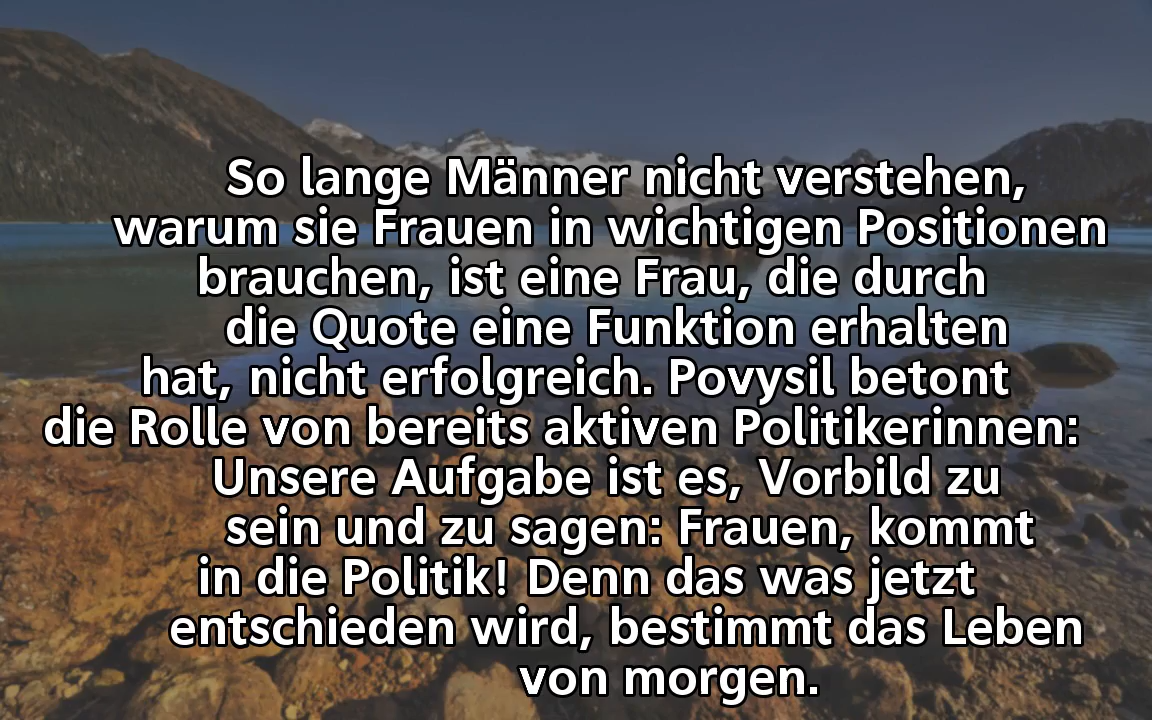 So lange Männer nicht verstehen,
warum sie Frauen in wichtigen Positionen
brauchen, ist eine Frau, die durch
die Quote eine Funktion erhalten
hat, nicht erfolgreich. Povysil betont
die Rolle von bereits aktiven Politikerinnen:
Unsere Aufgabe ist es, Vorbild zu
sein und zu sagen: Frauen, kommt
in die Politik! Denn das was jetzt
entschieden wird, bestimmt das Leben
von morgen.